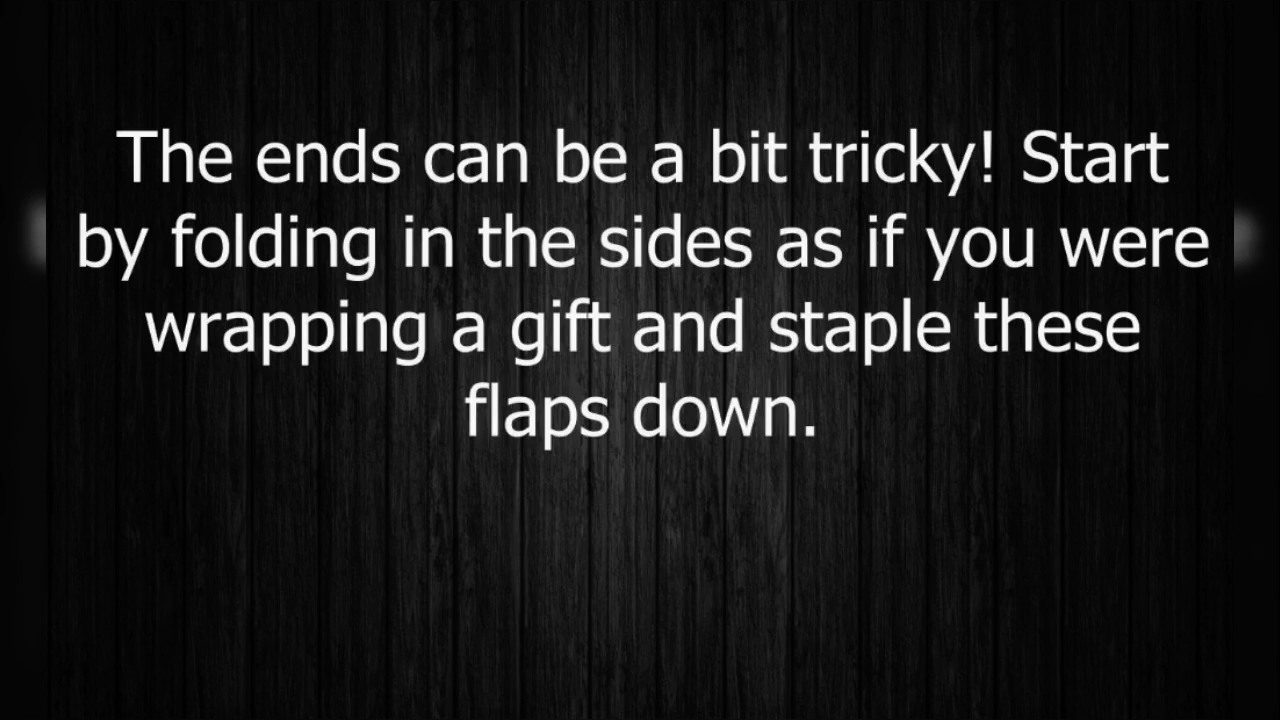 The ends can be a bit tricky! Start
by folding in the sides as if you were
wrapping a gift and staple these
flaps down.